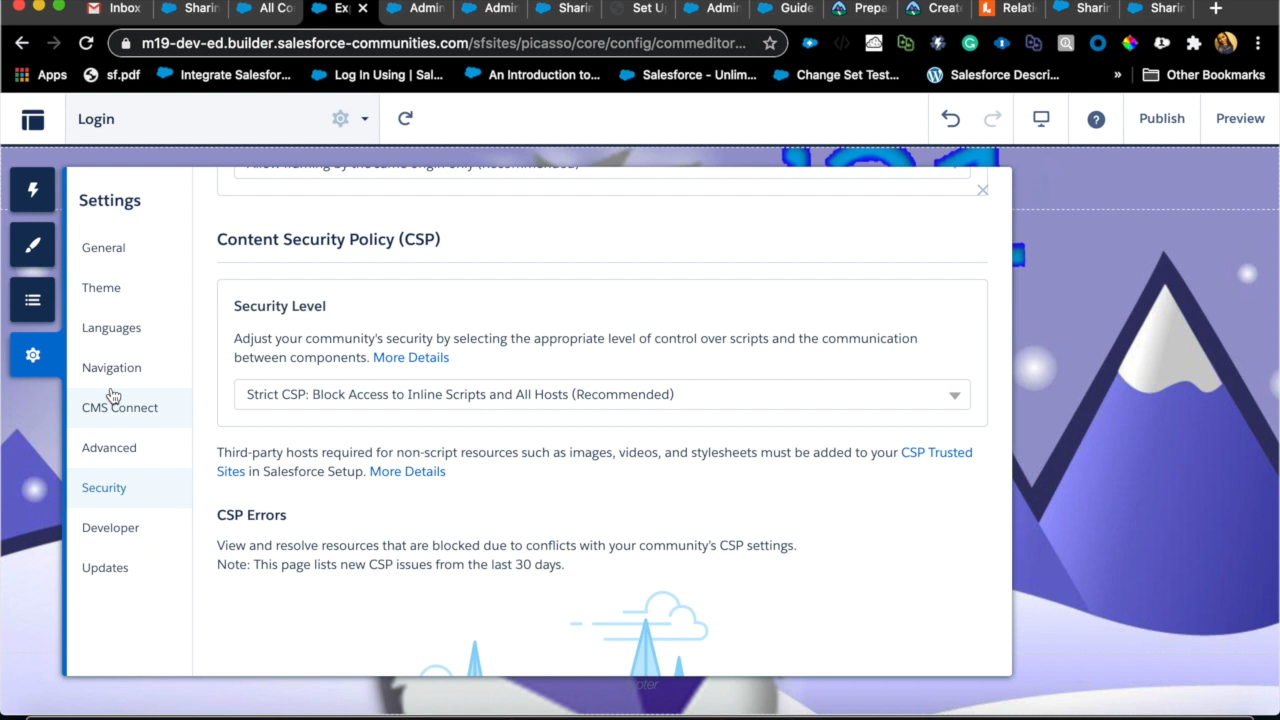 Inbox Sharin All Co Ex Admin Admin Sharin Set U Admin Guide Prepa Create Relati Sharin Sharin
m19-dev-ed.builder.salesforce-communities.com/sfsites/picasso/core/config/commeditor...
Apps sf.pdf Integrate Salesfor... Log In Using | Sal... An Introduction to... Salesforce - Unlim... Change Set Test... Salesforce Descri... » Other Bookmarks
Login Publish Preview
Settings
General
Theme
Languages
Navigation
CMS Connect
Advanced
Security
Developer
Updates
Content Security Policy (CSP)
Security Level
Adjust your community's security by selecting the appropriate level of control over scripts and the communication
between components. More Details
Strict CSP: Block Access to Inline Scripts and All Hosts (Recommended)
Third-party hosts required for non-script resources such as images, videos, and stylesheets must be added to your CSP Trusted
Sites in Salesforce Setup. More Details
CSP Errors
View and resolve resources that are blocked due to conflicts with your community's CSP settings.
Note: This page lists new CSP issues from the last 30 days.